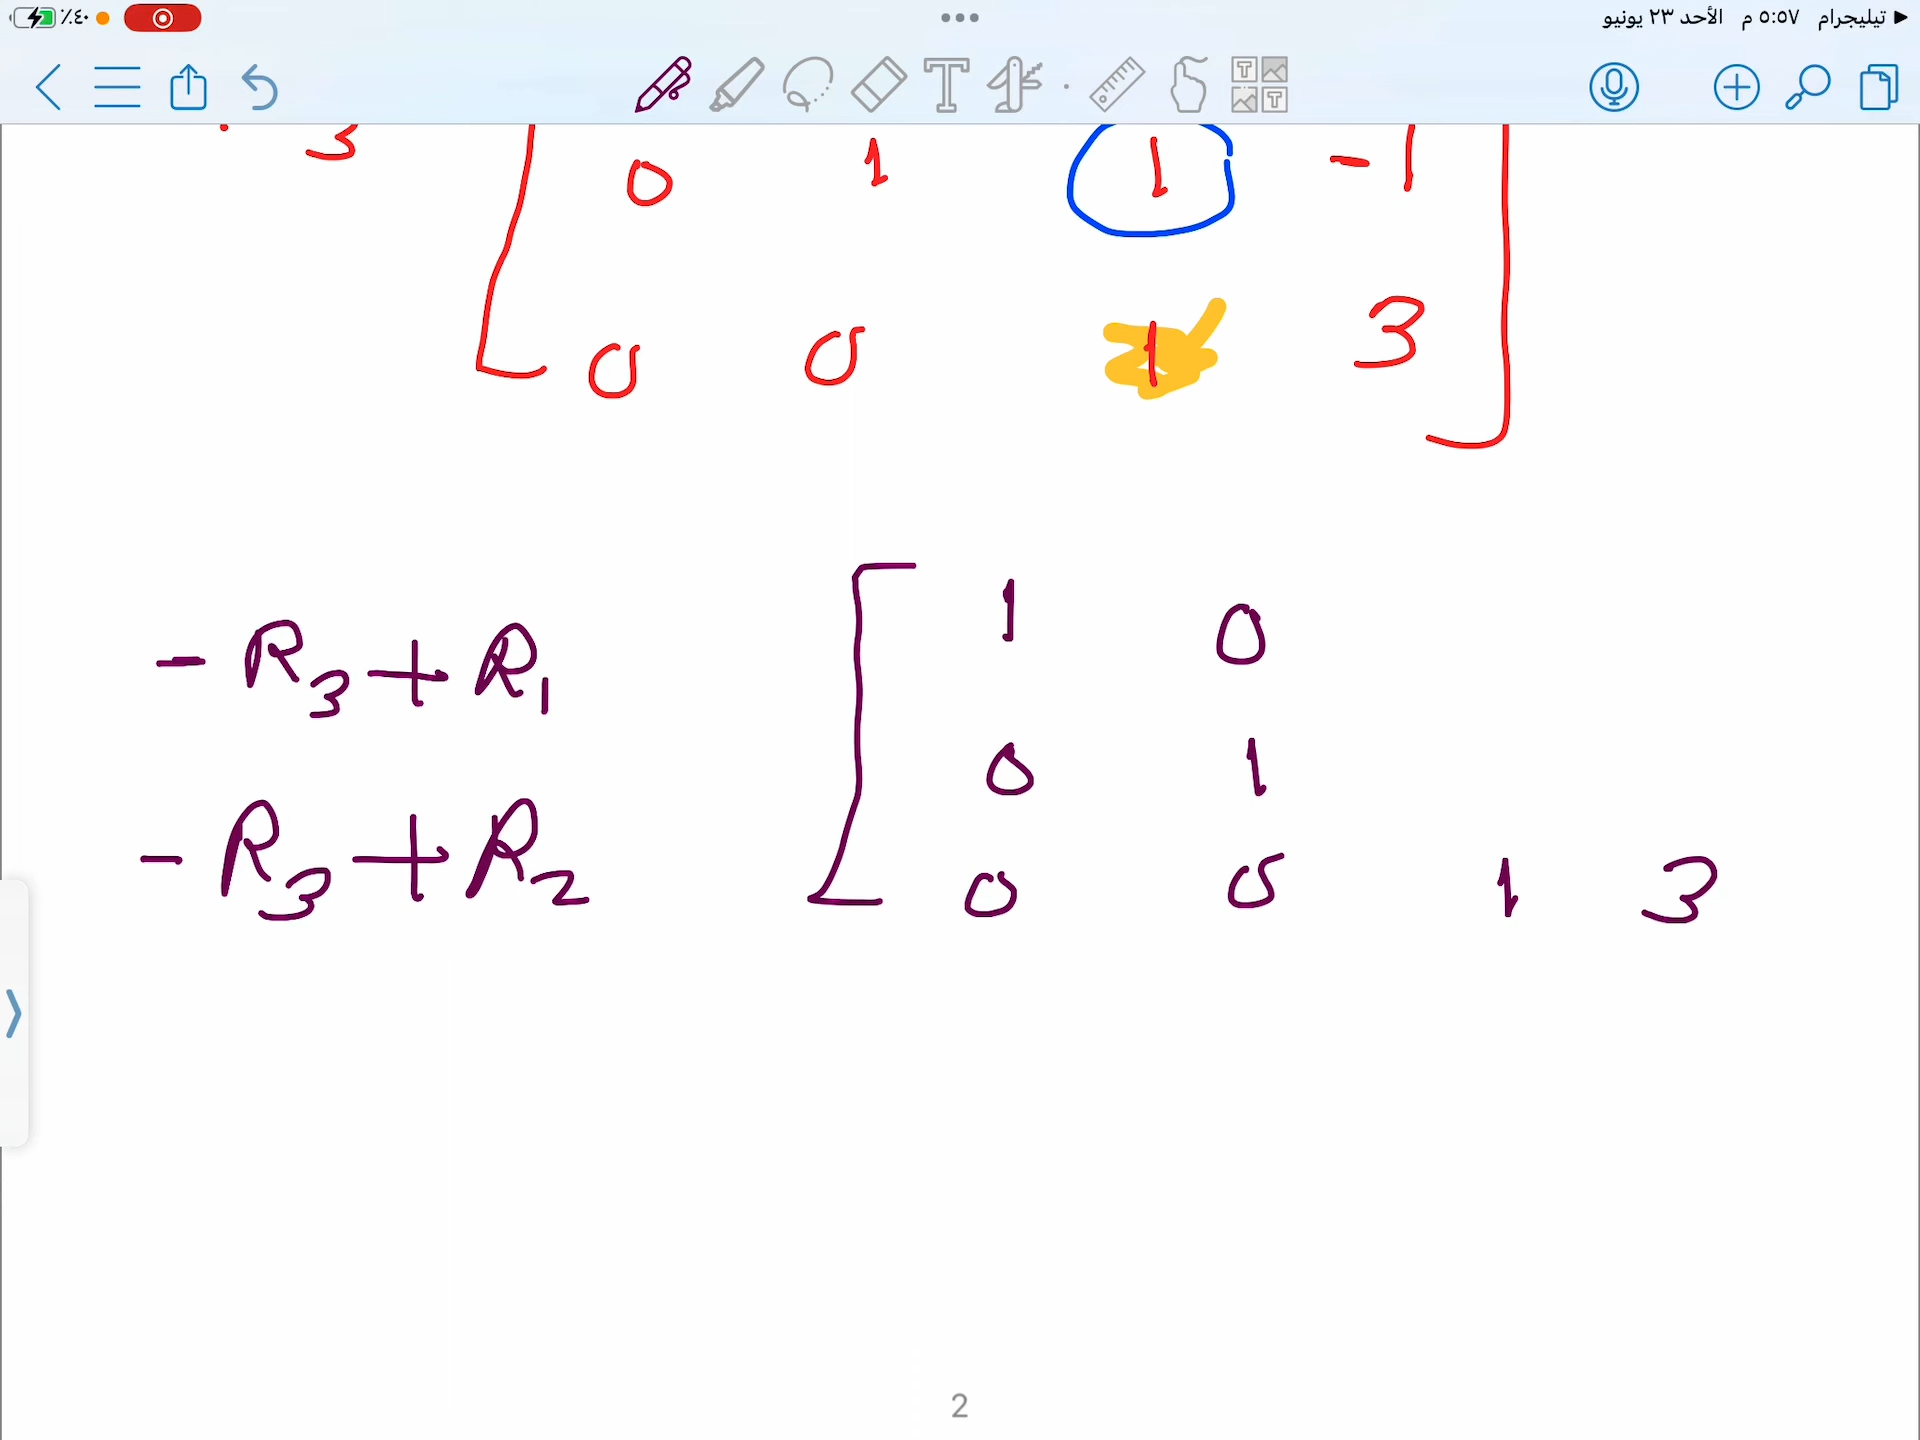 ٪٤٠ ••• الأحد ٢٣ يونيو ٥:٥٧ م تيليجرام ◀
3
0 1 1 -1
0 0 1 3
-R₃+R₁ 1 0
0 1
-R₃+R₂ 0 0 1 3
2